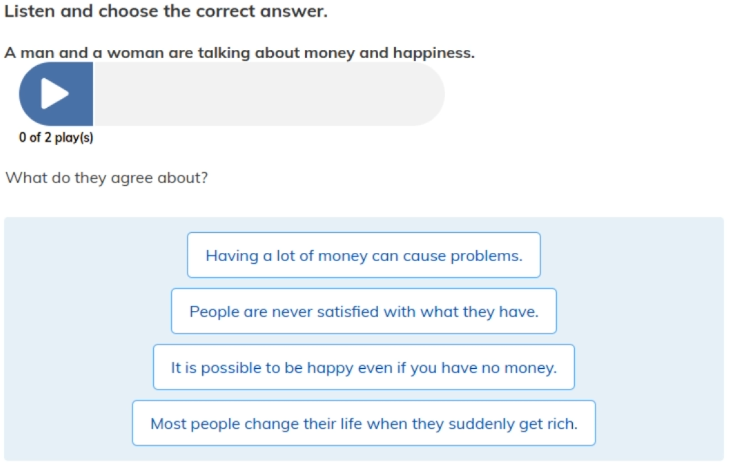 Listen and choose the correct answer.
A man and a woman are talking about money and happiness.
0 of 2 play(s)
What do they agree about?
Having a lot of money can cause problems.
People are never satisfied with what they have.
It is possible to be happy even if you have no money.
Most people change their life when they suddenly get rich.